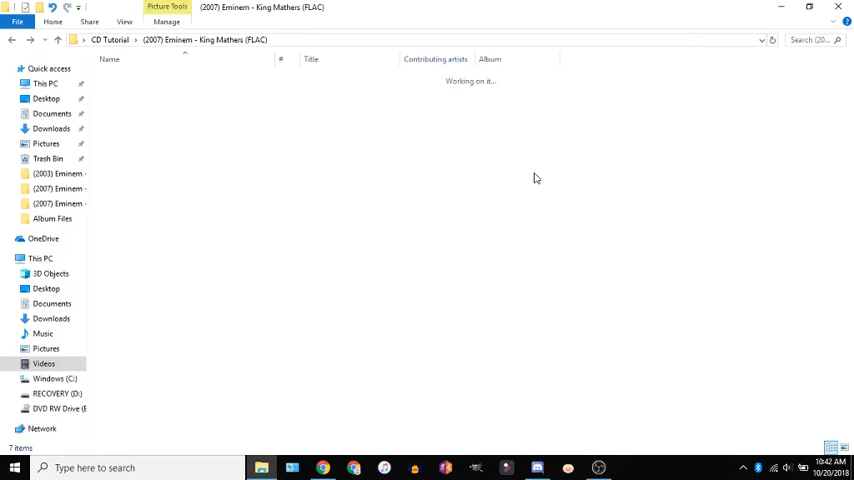 Picture Tools
(2007) Eminem - King Mathers (FLAC)
File Home Share View Manage
CD Tutorial (2007) Eminem - King Mathers (FLAC)
Search (20...
Name # Title Contributing artists Album
Working on it...
Quick access
This PC
Desktop
Documents
Downloads
Pictures
Trash Bin
(2003) Eminem -
(2007) Eminem -
(2007) Eminem -
Album Files
OneDrive
This PC
3D Objects
Desktop
Documents
Downloads
Music
Pictures
Videos
Windows (C:)
RECOVERY (D:)
DVD RW Drive (E
Network
7 items
Type here to search
10:42 AM
10/20/2018